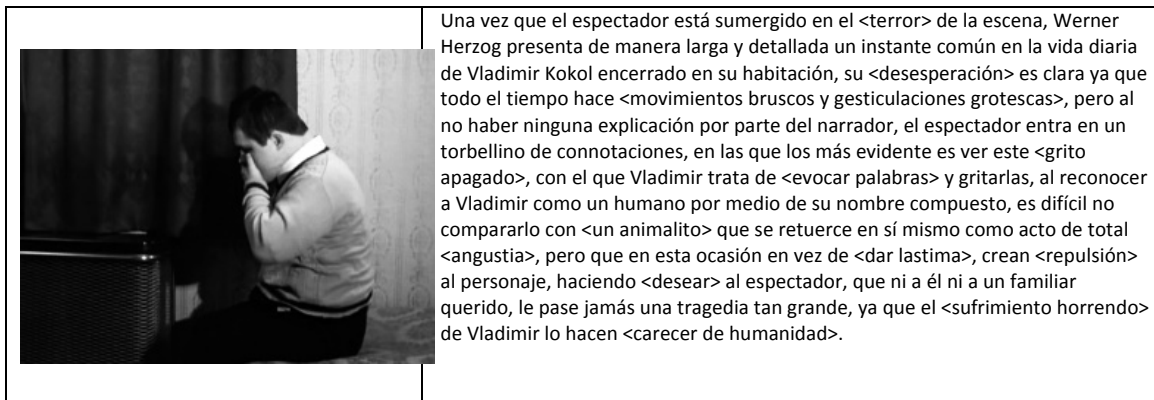 Una vez que el espectador está sumergido en el <terror> de la escena, Werner
Herzog presenta de manera larga y detallada un instante común en la vida diaria
de Vladimir Kokol encerrado en su habitación, su <desesperación> es clara ya que
todo el tiempo hace <movimientos bruscos y gesticulaciones grotescas>, pero al
no haber ninguna explicación por parte del narrador, el espectador entra en un
torbellino de connotaciones, en las que los más evidente es ver este <grito
apagado>, con el que Vladimir trata de <evocar palabras> y gritarlas, al reconocer
a Vladimir como un humano por medio de su nombre compuesto, es difícil no
compararlo con <un animalito> que se retuerce en sí mismo como acto de total
<angustia>, pero que en esta ocasión en vez de <dar lastima>, crean <repulsión>
al personaje, haciendo <desear> al espectador, que ni a él ni a un familiar
querido, le pase jamás una tragedia tan grande, ya que el <sufrimiento horrendo>
de Vladimir lo hacen <carecer de humanidad>.